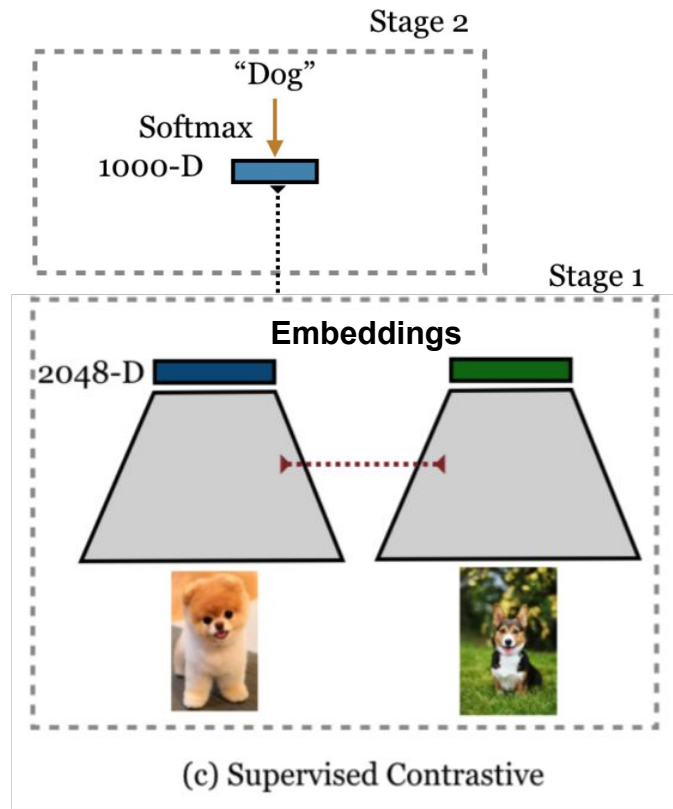 Stage 2
“Dog”
Softmax
1000-D
Stage 1
Embeddings
2048-D
(c) Supervised Contrastive